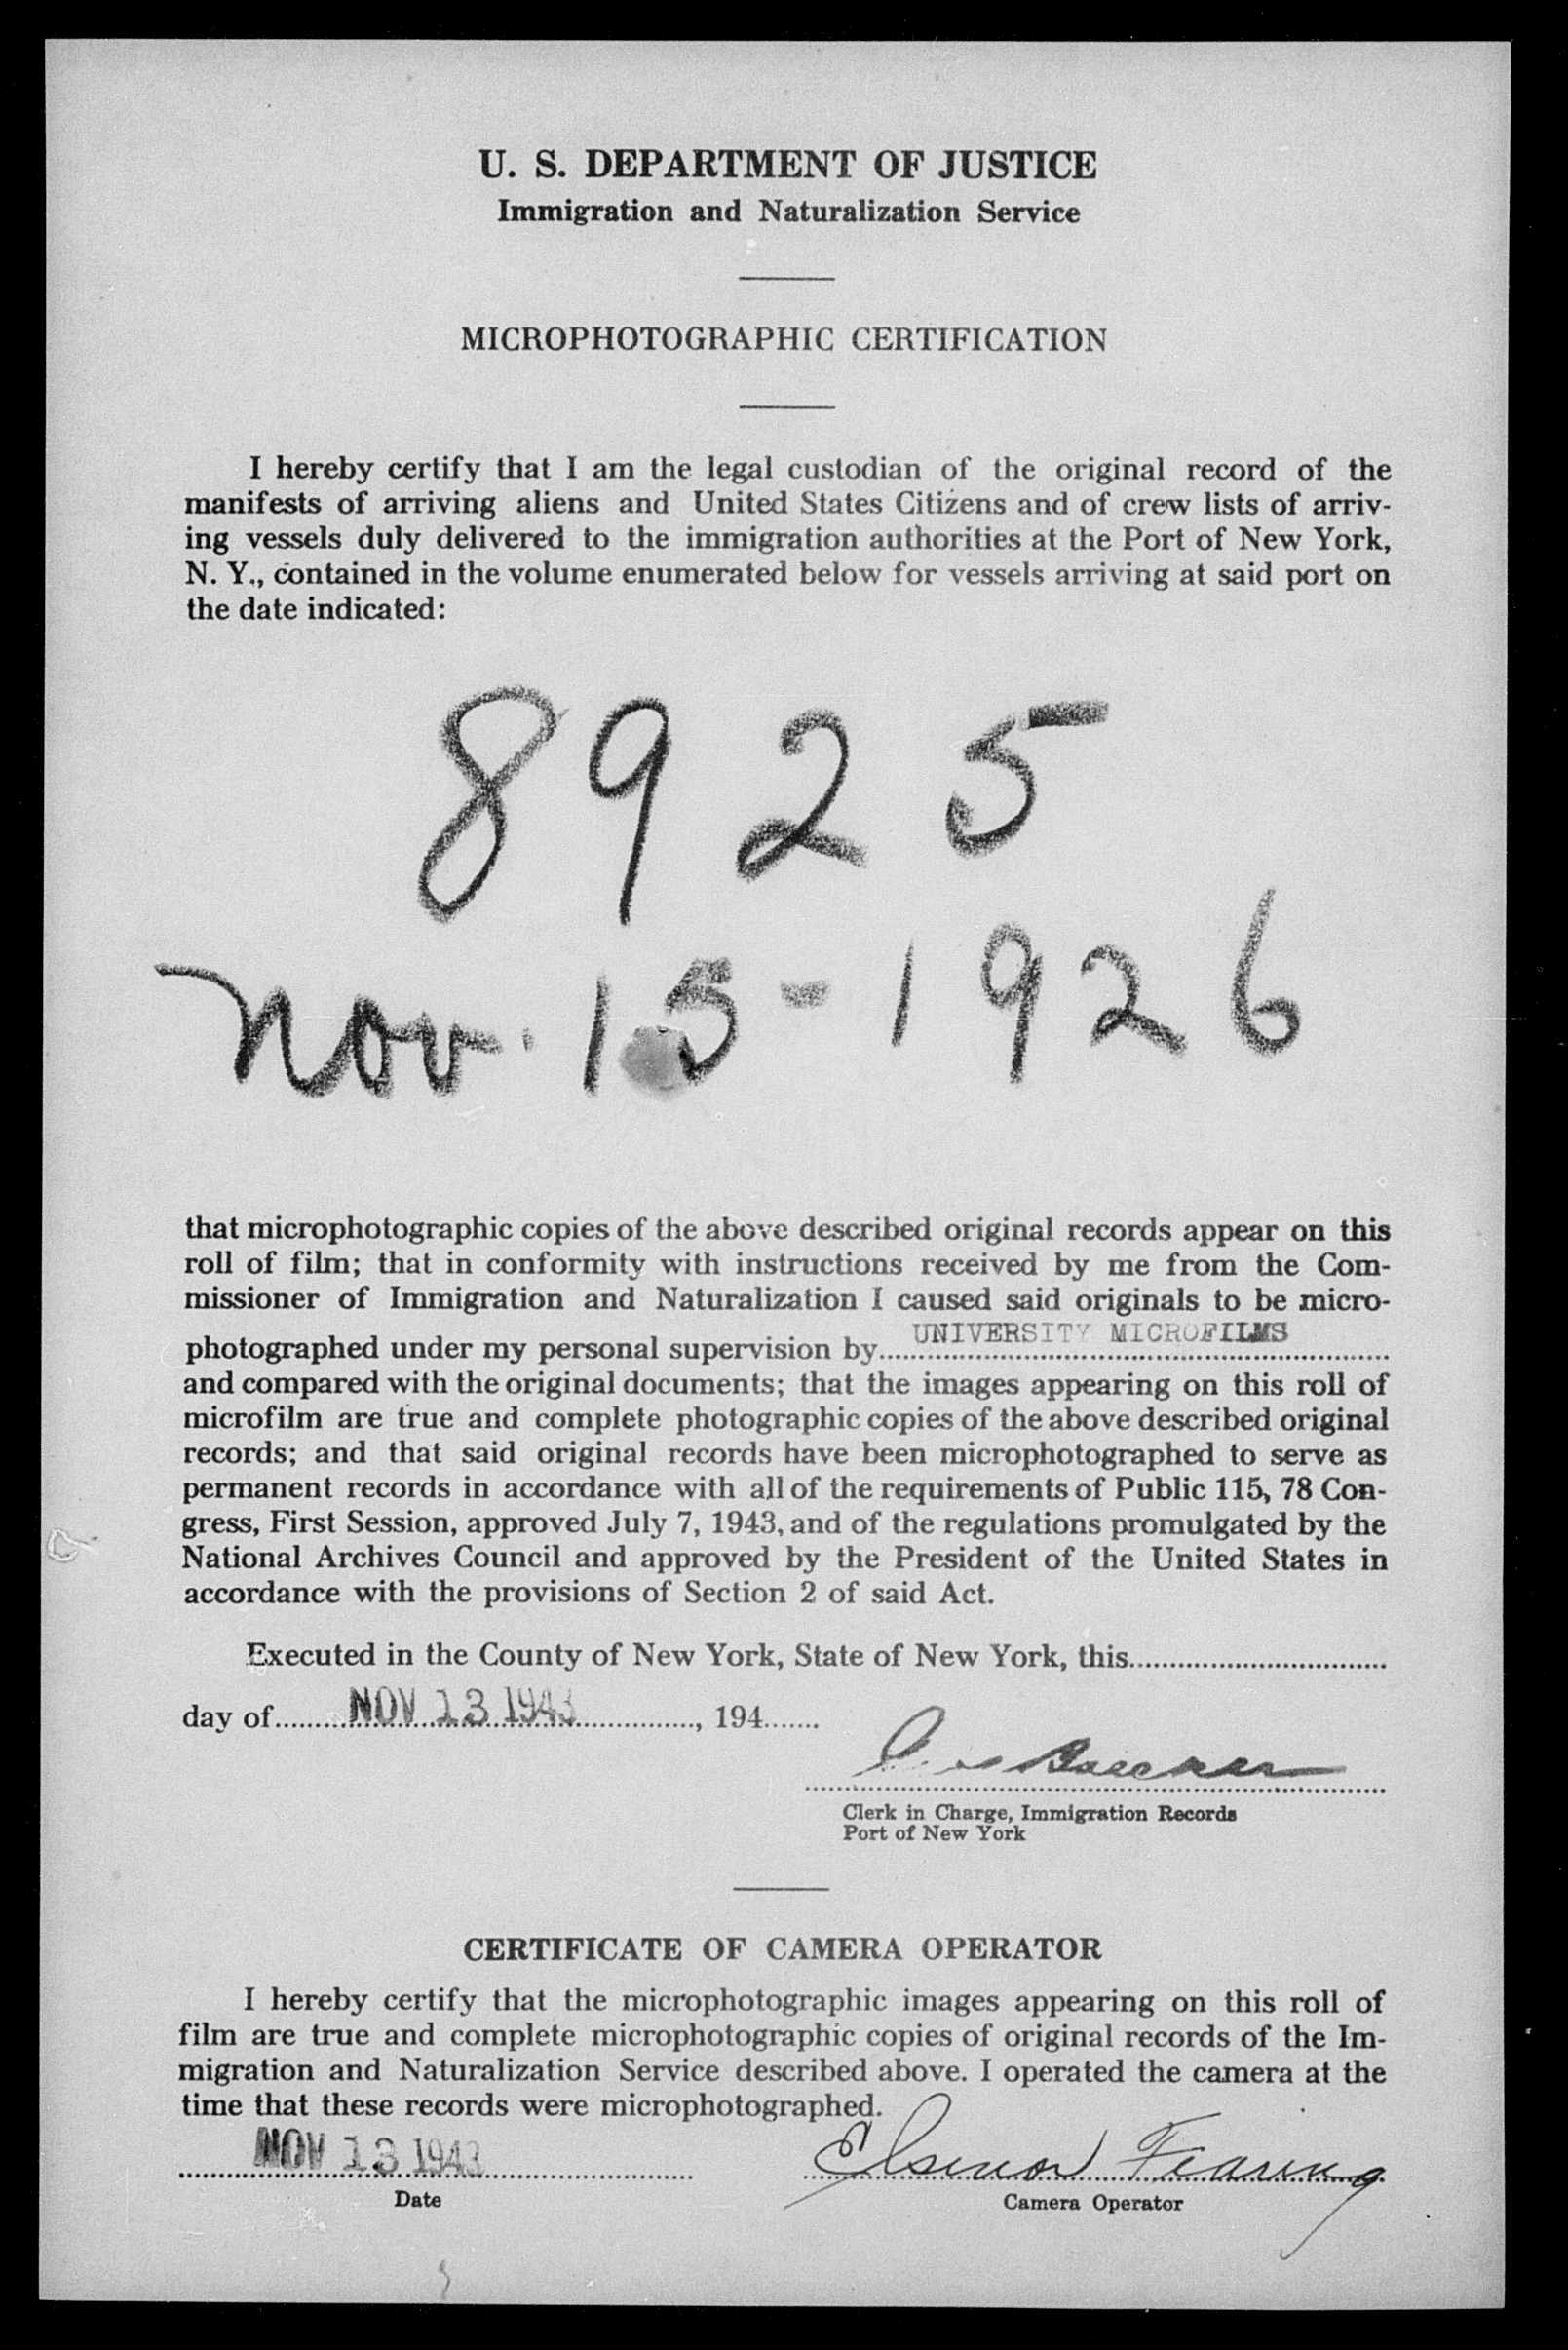 U. S. DEPARTMENT OF JUSTICE
Immigration and Naturalization Service
MICROPHOTOGRAPHIC CERTIFICATION
I hereby certify that I am the legal custodian of the original record of the
manifests of arriving aliens and United States Citizens and of crew lists of arriv-
ing vessels duly delivered to the immigration authorities at the Port of New York,
N. Y., contained in the volume enumerated below for vessels arriving at said port on
the date indicated:
8925
Nov. 15-1926
that microphotographic copies of the above described original records appear on this
roll of film; that in conformity with instructions received by me from the Com-
missioner of Immigration and Naturalization I caused said originals to be micro-
photographed under my personal supervision by UNIVERSITY MICROFILMS
and compared with the original documents; that the images appearing on this roll of
microfilm are true and complete photographic copies of the above described original
records; and that said original records have been microphotographed to serve as
permanent records in accordance with all of the requirements of Public 115, 78 Con-
gress, First Session, approved July 7, 1943, and of the regulations promulgated by the
National Archives Council and approved by the President of the United States in
accordance with the provisions of Section 2 of said Act.
Executed in the County of New York, State of New York, this
day of NOV 13 1943, 194
Clerk in Charge, Immigration Records
Port of New York
CERTIFICATE OF CAMERA OPERATOR
I hereby certify that the microphotographic images appearing on this roll of
film are true and complete microphotographic copies of original records of the Im-
migration and Naturalization Service described above. I operated the camera at the
time that these records were microphotographed.
NOV 13 1943 Elsenor Fearing
Date Camera Operator